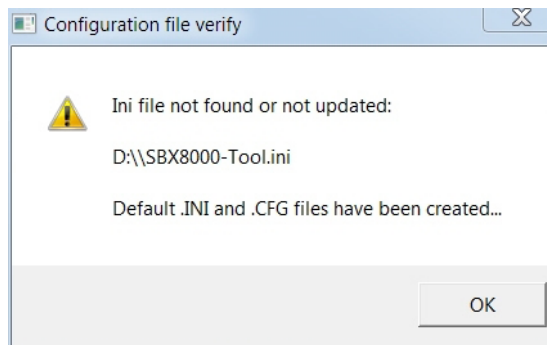 Configuration file verify
Ini file not found or not updated:
D:\\SBX8000-Tool.ini
Default .INI and .CFG files have been created...
OK